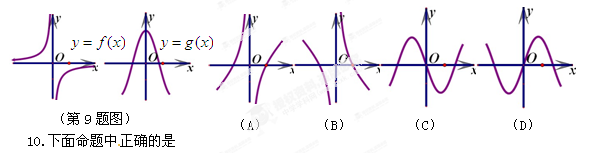 y y y y y y
y = f(x) y = g(x)
O O O O O O
x x x x x x
(第9题图) (A) (B) (C) (D)
10.下面命题中正确的是